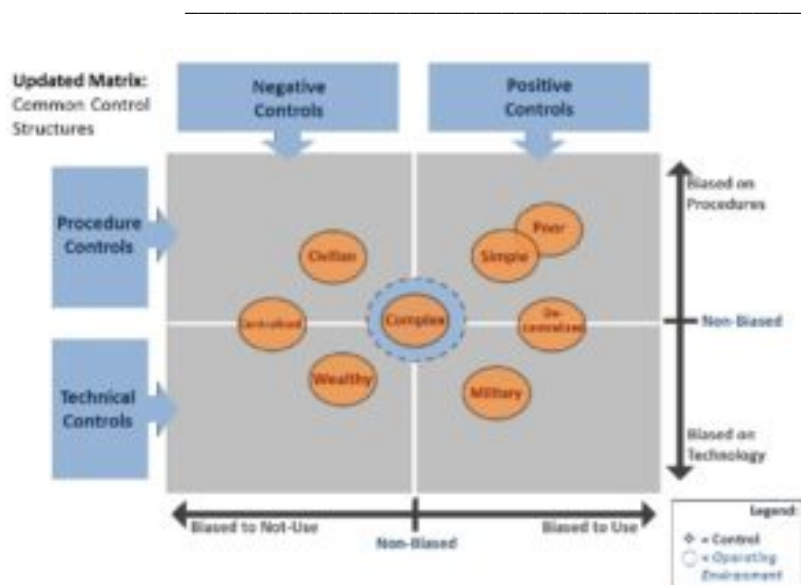 Updated Matrix:
Common Control
Structures
Negative
Controls
Positive
Controls
Procedure
Controls
Technical
Controls
Civilian
Poor
Simple
Centralized
Complex
De-
centralized
Wealthy
Military
Biased on
Procedures
Non-Biased
Biased on
Technology
Biased to Not-Use
Non-Biased
Biased to Use
Legend:
= Control
= Operating
Environment